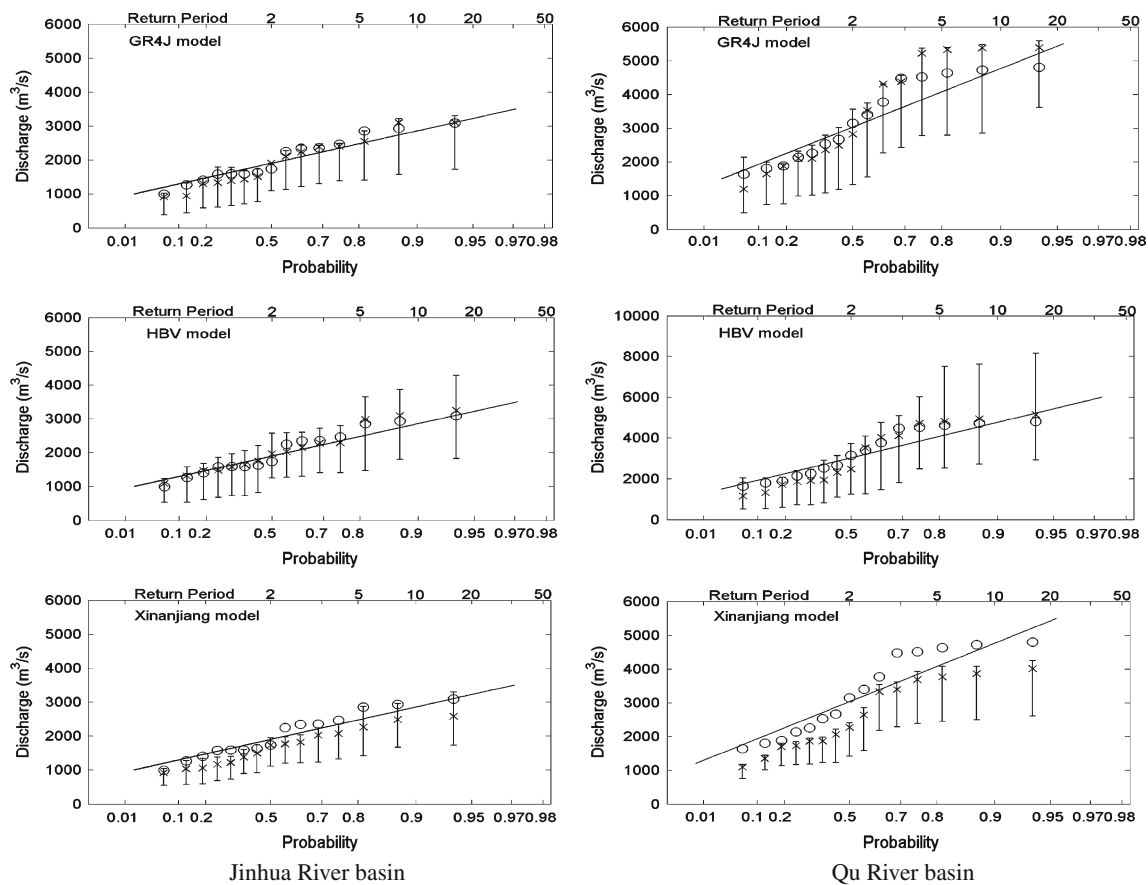 Return Period 2 5 10 20 50
6000
GR4J model
5000
4000
3000
2000
1000
0
Discharge (m³/s)
0.01 0.1 0.2 0.5 0.7 0.8 0.9 0.95 0.970.98
Probability
Return Period 2 5 10 20 50
6000
GR4J model
5000
4000
3000
2000
1000
0
Discharge (m³/s)
0.01 0.1 0.2 0.5 0.7 0.8 0.9 0.95 0.970.98
Probability
Return Period 2 5 10 20 50
6000
HBV model
5000
4000
3000
2000
1000
0
Discharge (m³/s)
0.01 0.1 0.2 0.5 0.7 0.8 0.9 0.95 0.970.98
Probability
Return Period 2 5 10 20 50
10000
HBV model
8000
6000
4000
2000
0
Discharge (m³/s)
0.01 0.1 0.2 0.5 0.7 0.8 0.9 0.95 0.970.98
Probability
Return Period 2 5 10 20 50
6000
Xinanjiang model
5000
4000
3000
2000
1000
0
Discharge (m³/s)
0.01 0.1 0.2 0.5 0.7 0.8 0.9 0.95 0.970.98
Probability
Return Period 2 5 10 20 50
6000
Xinanjiang model
5000
4000
3000
2000
1000
0
Discharge (m³/s)
0.01 0.1 0.2 0.5 0.7 0.8 0.9 0.95 0.97 0.98
Probability
Jinhua River basin
Qu River basin